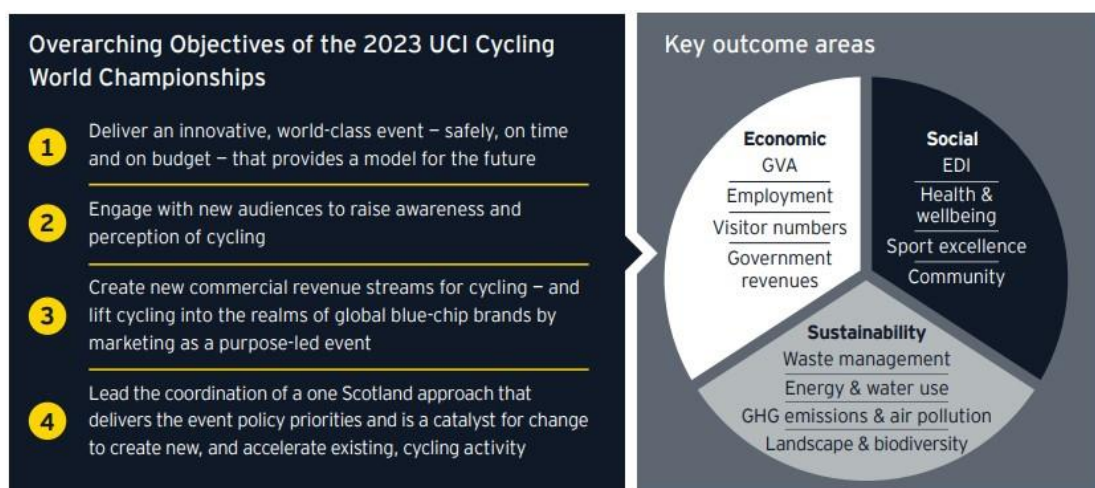 Overarching Objectives of the 2023 UCI Cycling
World Championships
1
Deliver an innovative, world-class event – safely, on time
and on budget – that provides a model for the future
2
Engage with new audiences to raise awareness and
perception of cycling
3
Create new commercial revenue streams for cycling – and
lift cycling into the realms of global blue-chip brands by
marketing as a purpose-led event
4
Lead the coordination of a one Scotland approach that
delivers the event policy priorities and is a catalyst for change
to create new, and accelerate existing, cycling activity
Key outcome areas
Economic
GVA
Employment
Visitor numbers
Government
revenues
Social
EDI
Health &
wellbeing
Sport excellence
Community
Sustainability
Waste management
Energy & water use
GHG emissions & air pollution
Landscape & biodiversity